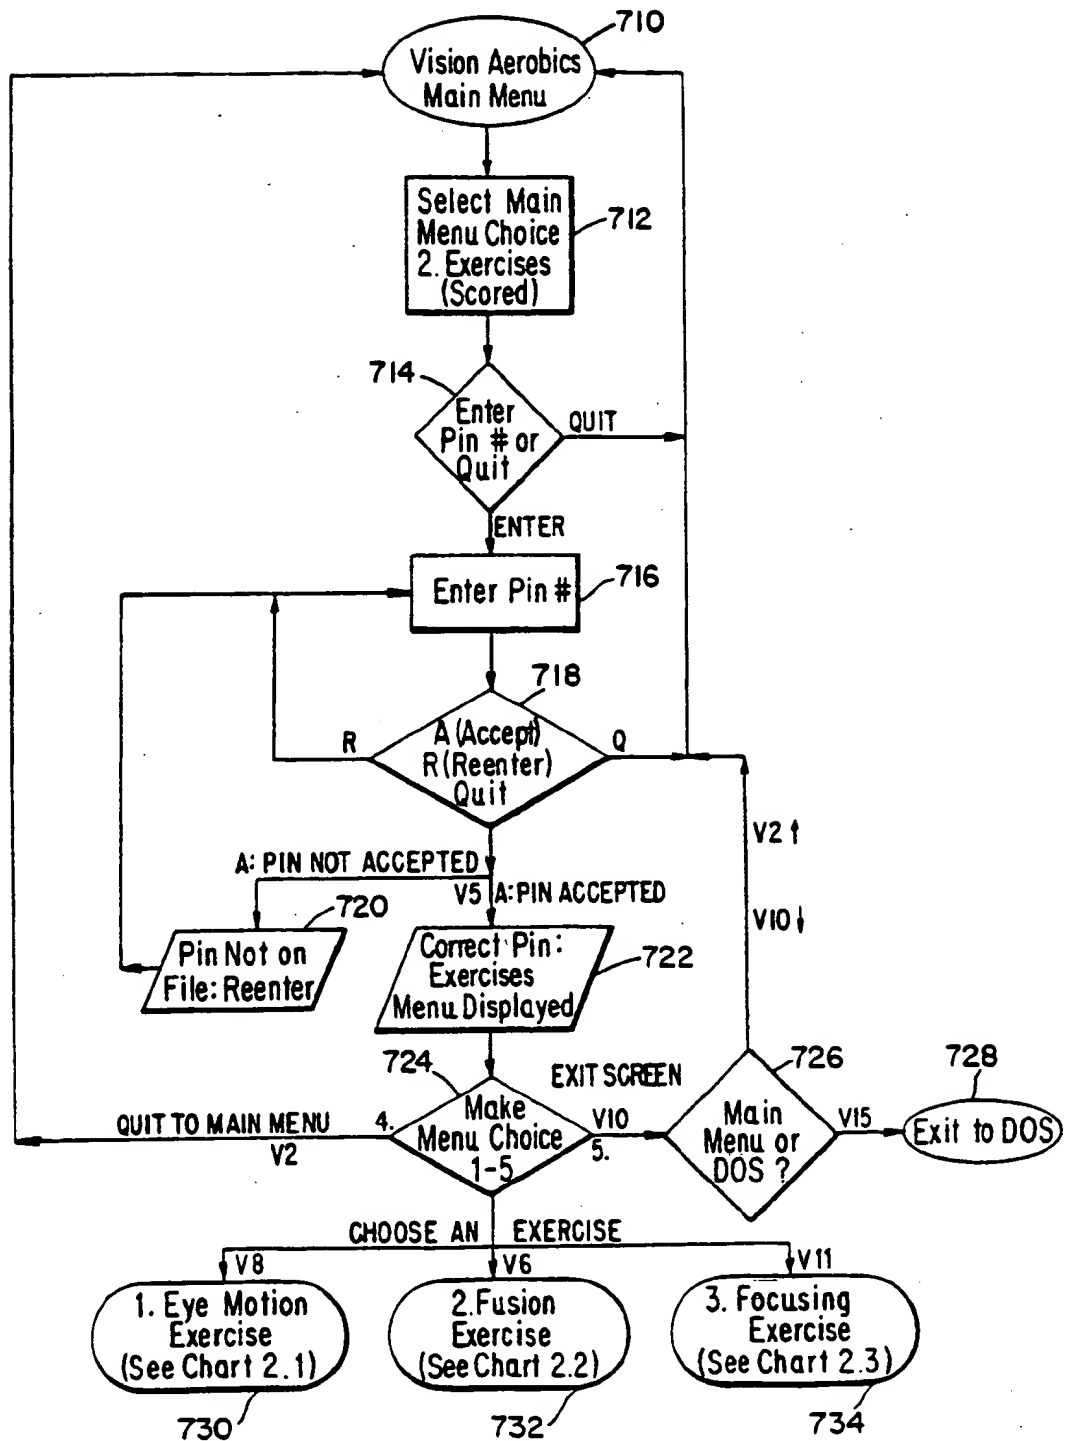 710
Vision Aerobics
Main Menu
Select Main
Menu Choice
2. Exercises
(Scored)
712
714
Enter
Pin # or
Quit
QUIT
ENTER
Enter Pin #
716
718
A (Accept)
R (Reenter)
Quit
R
Q
V2↑
V10↓
A: PIN NOT ACCEPTED
V5
A: PIN ACCEPTED
720
Pin Not on
File: Reenter
Correct Pin:
Exercises
Menu Displayed
722
724
EXIT SCREEN
726
728
QUIT TO MAIN MENU
V2
4.
Make
Menu Choice
1-5
V10
5.
Main
Menu or
DOS ?
V15
Exit to DOS
CHOOSE AN EXERCISE
V8
V6
V11
1. Eye Motion
Exercise
(See Chart 2.1)
2. Fusion
Exercise
(See Chart 2.2)
3. Focusing
Exercise
(See Chart 2.3)
730
732
734